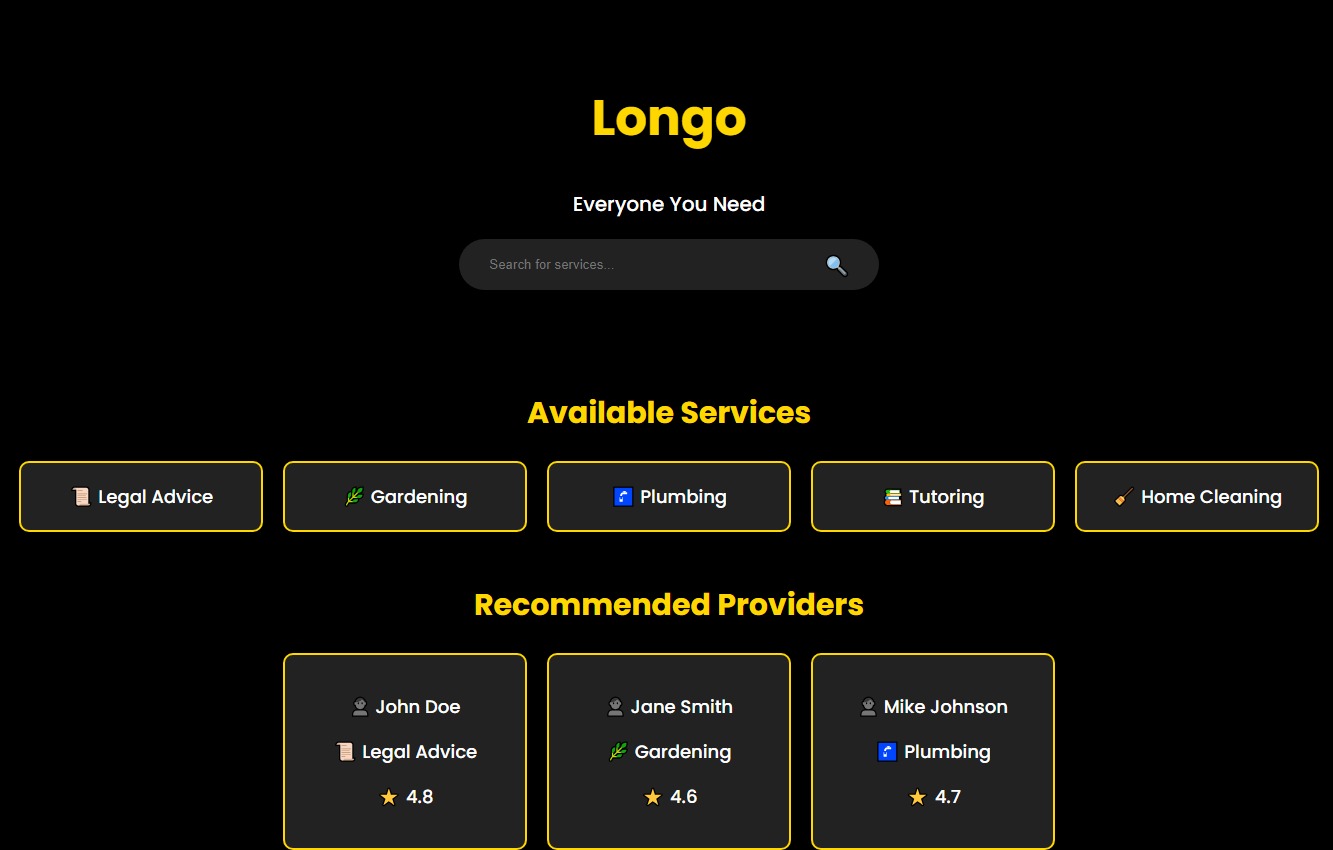 Longo
Everyone You Need
Search for services...
Available Services
📜 Legal Advice
🌿 Gardening
🚰 Plumbing
📚 Tutoring
🧹 Home Cleaning
Recommended Providers
👤 John Doe
📜 Legal Advice
⭐ 4.8
👤 Jane Smith
🌿 Gardening
⭐ 4.6
👤 Mike Johnson
🚰 Plumbing
⭐ 4.7